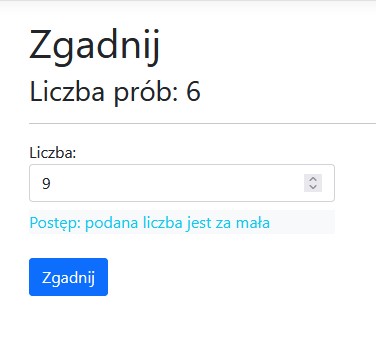 Zgadnij
Liczba prób: 6
Liczba:
9
Postęp: podana liczba jest za mała
Zgadnij